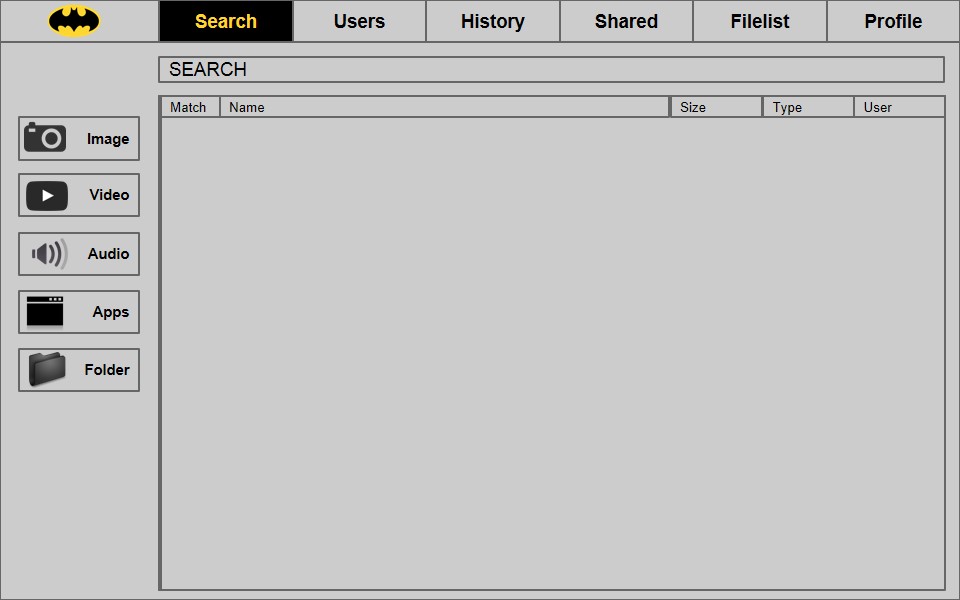 Search Users History Shared Filelist Profile
SEARCH
Match Name Size Type User
Image
Video
Audio
Apps
Folder